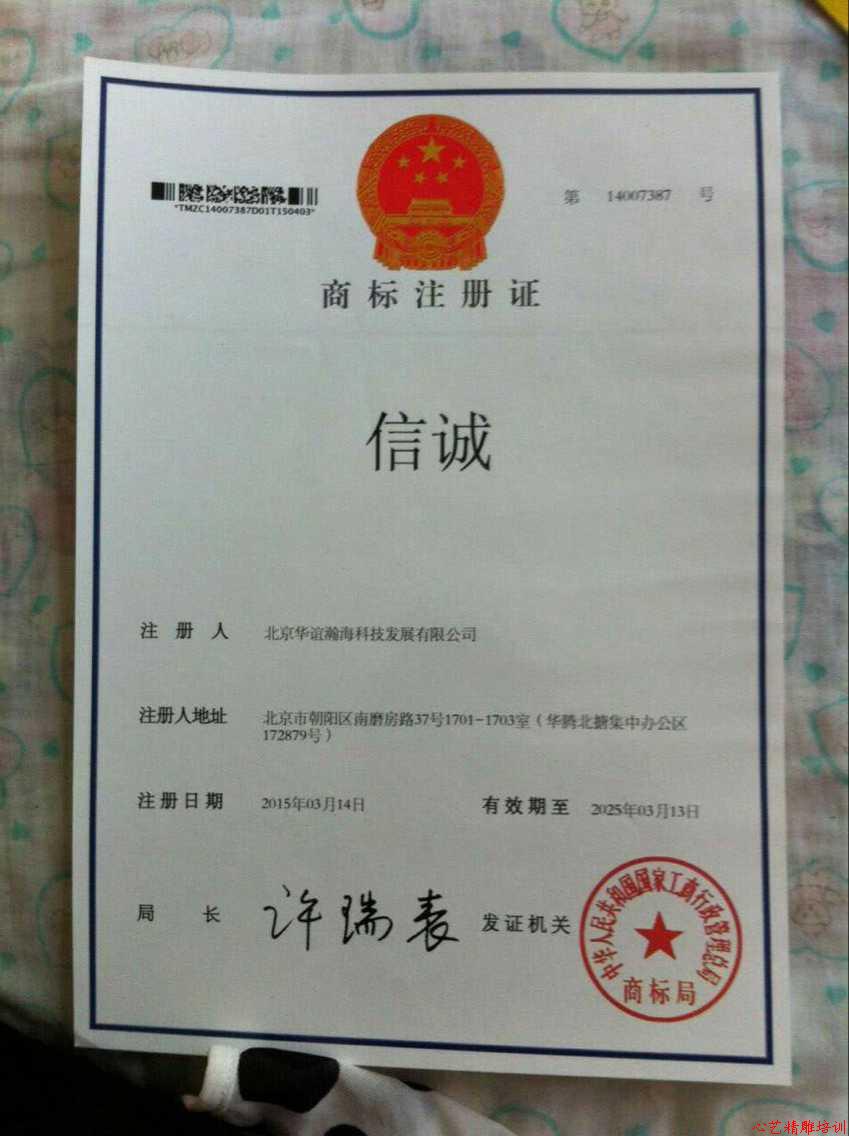 *TMZC14007387D01T150403*
第 14007387 号
商标注册证
信诚
注册人 北京华谊瀚海科技发展有限公司
注册人地址 北京市朝阳区南磨房路37号1701-1703室（华腾北搪集中办公区
172879号）
注册日期 2015年03月14日 有效期至 2025年03月13日
局长 许瑞表 发证机关
中华人民共和国国家工商行政管理总局
商标局
心艺精雕培训